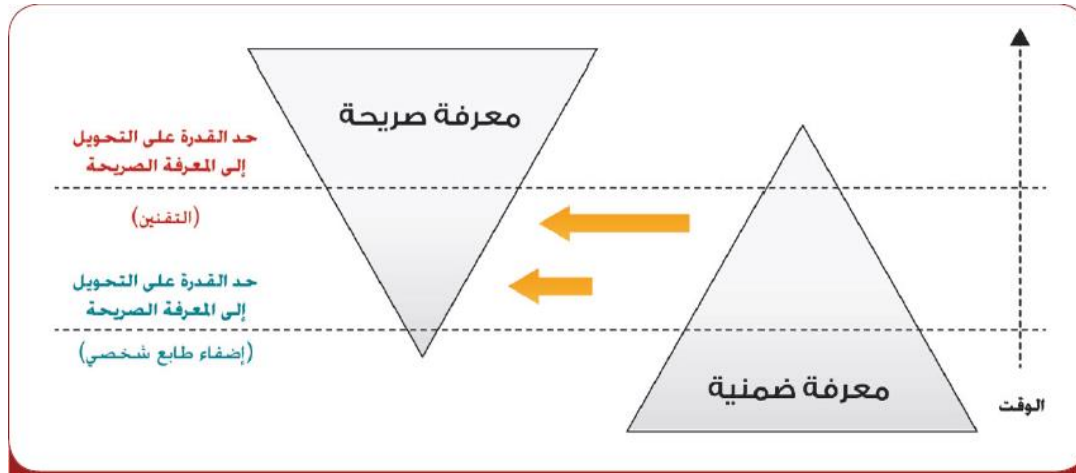 معرفة صريحة
حد القدرة على التحويل
إلى المعرفة الصريحة
(التقنين)
حد القدرة على التحويل
إلى المعرفة الصريحة
(إضفاء طابع شخصي)
معرفة ضمنية
الوقت